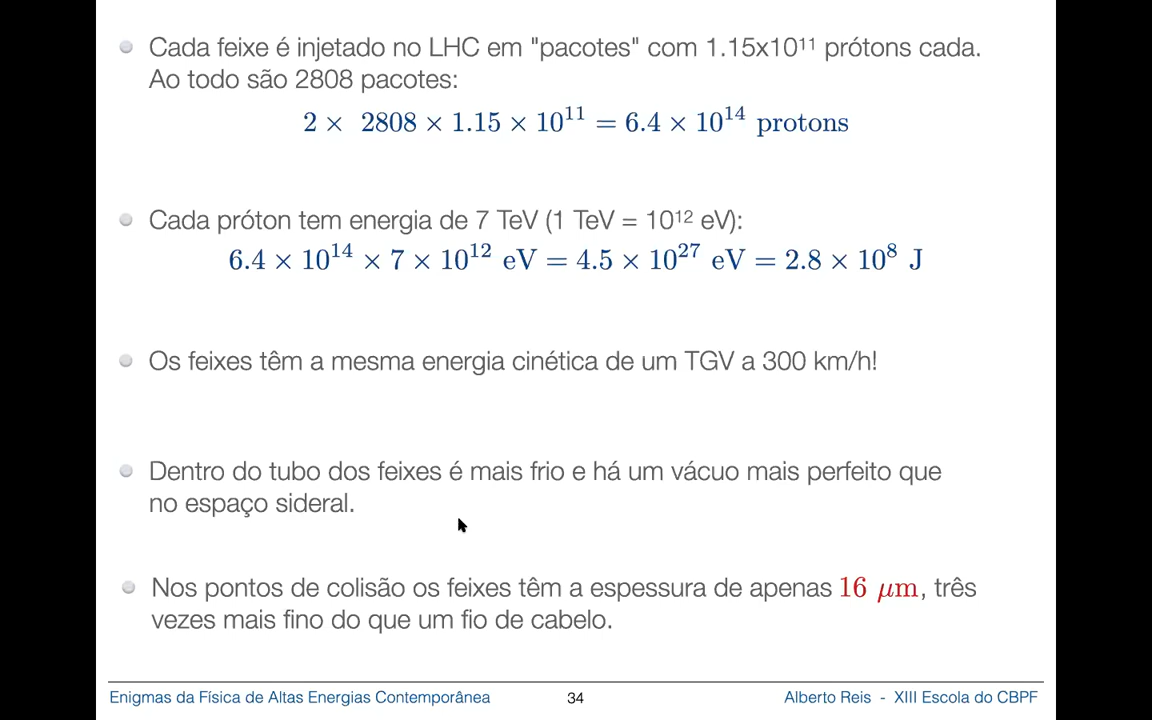 Cada feixe é injetado no LHC em "pacotes" com 1.15x10¹¹ prótons cada.
Ao todo são 2808 pacotes:
2 × 2808 × 1.15 × 10¹¹ = 6.4 × 10¹⁴ protons
Cada próton tem energia de 7 TeV (1 TeV = 10¹² eV):
6.4 × 10¹⁴ × 7 × 10¹² eV = 4.5 × 10²⁷ eV = 2.8 × 10⁸ J
Os feixes têm a mesma energia cinética de um TGV a 300 km/h!
Dentro do tubo dos feixes é mais frio e há um vácuo mais perfeito que
no espaço sideral.
Nos pontos de colisão os feixes têm a espessura de apenas 16 μm, três
vezes mais fino do que um fio de cabelo.
Enigmas da Física de Altas Energias Contemporânea 34 Alberto Reis - XIII Escola do CBPF